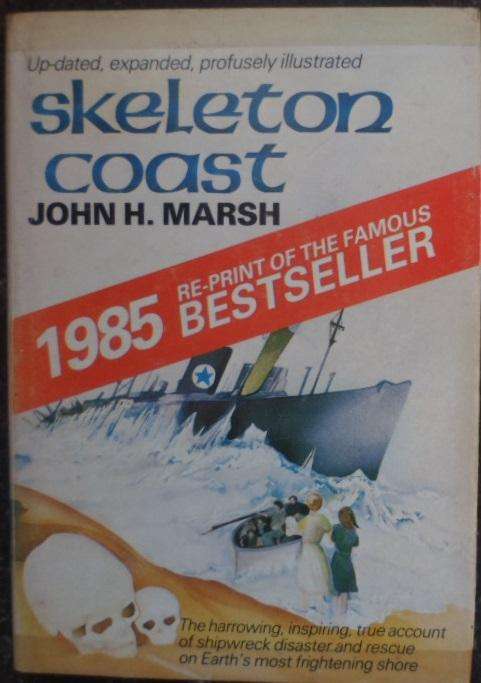 Up-dated, expanded, profusely illustrated
skeleton
coast
JOHN H. MARSH
1985 RE-PRINT OF THE FAMOUS
BESTSELLER
The harrowing, inspiring, true account
of shipwreck disaster and rescue
on Earth's most frightening shore